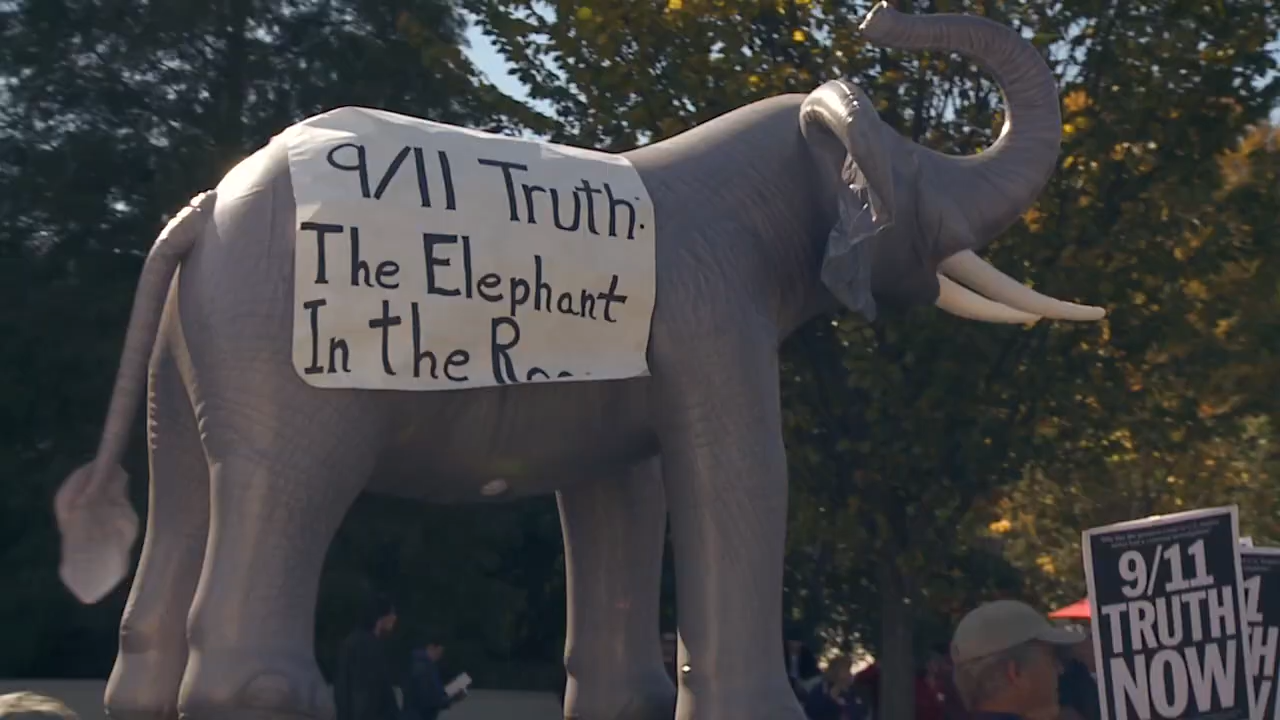 9/11 Truth:
The Elephant
In the
9/11
TRUTH
NOW